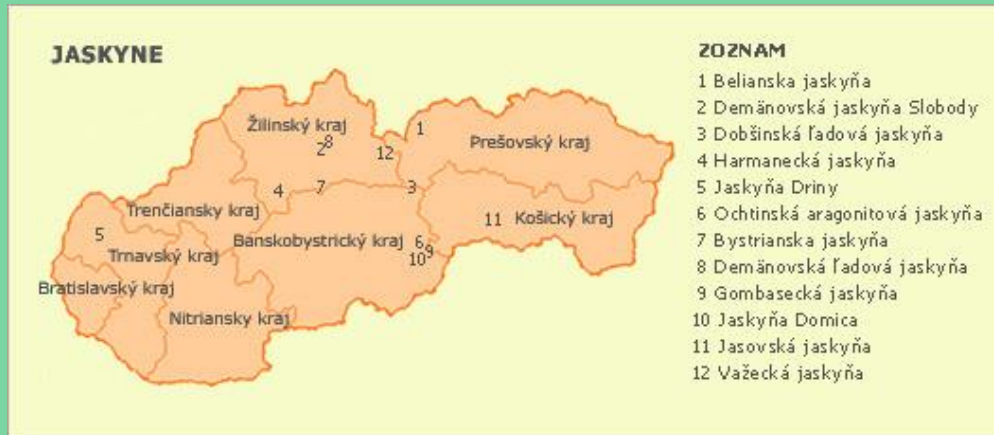 JASKYNE
Žilinský kraj
1
Prešovský kraj
8
2
12
4
7
3
Trenčiansky kraj
11
Košický kraj
5
Banskobystrický kraj
6
9
10
Trnavský kraj
Bratislavský kraj
Nitriansky kraj
ZOZNAM
1 Belianska jaskyňa
2 Demänovská jaskyňa Slobody
3 Dobšinská ľadová jaskyňa
4 Harmanecká jaskyňa
5 Jaskyňa Driny
6 Ochtinská aragonitová jaskyňa
7 Bystrianska jaskyňa
8 Demänovská ľadová jaskyňa
9 Gombasecká jaskyňa
10 Jaskyňa Domica
11 Jasovská jaskyňa
12 Važecká jaskyňa